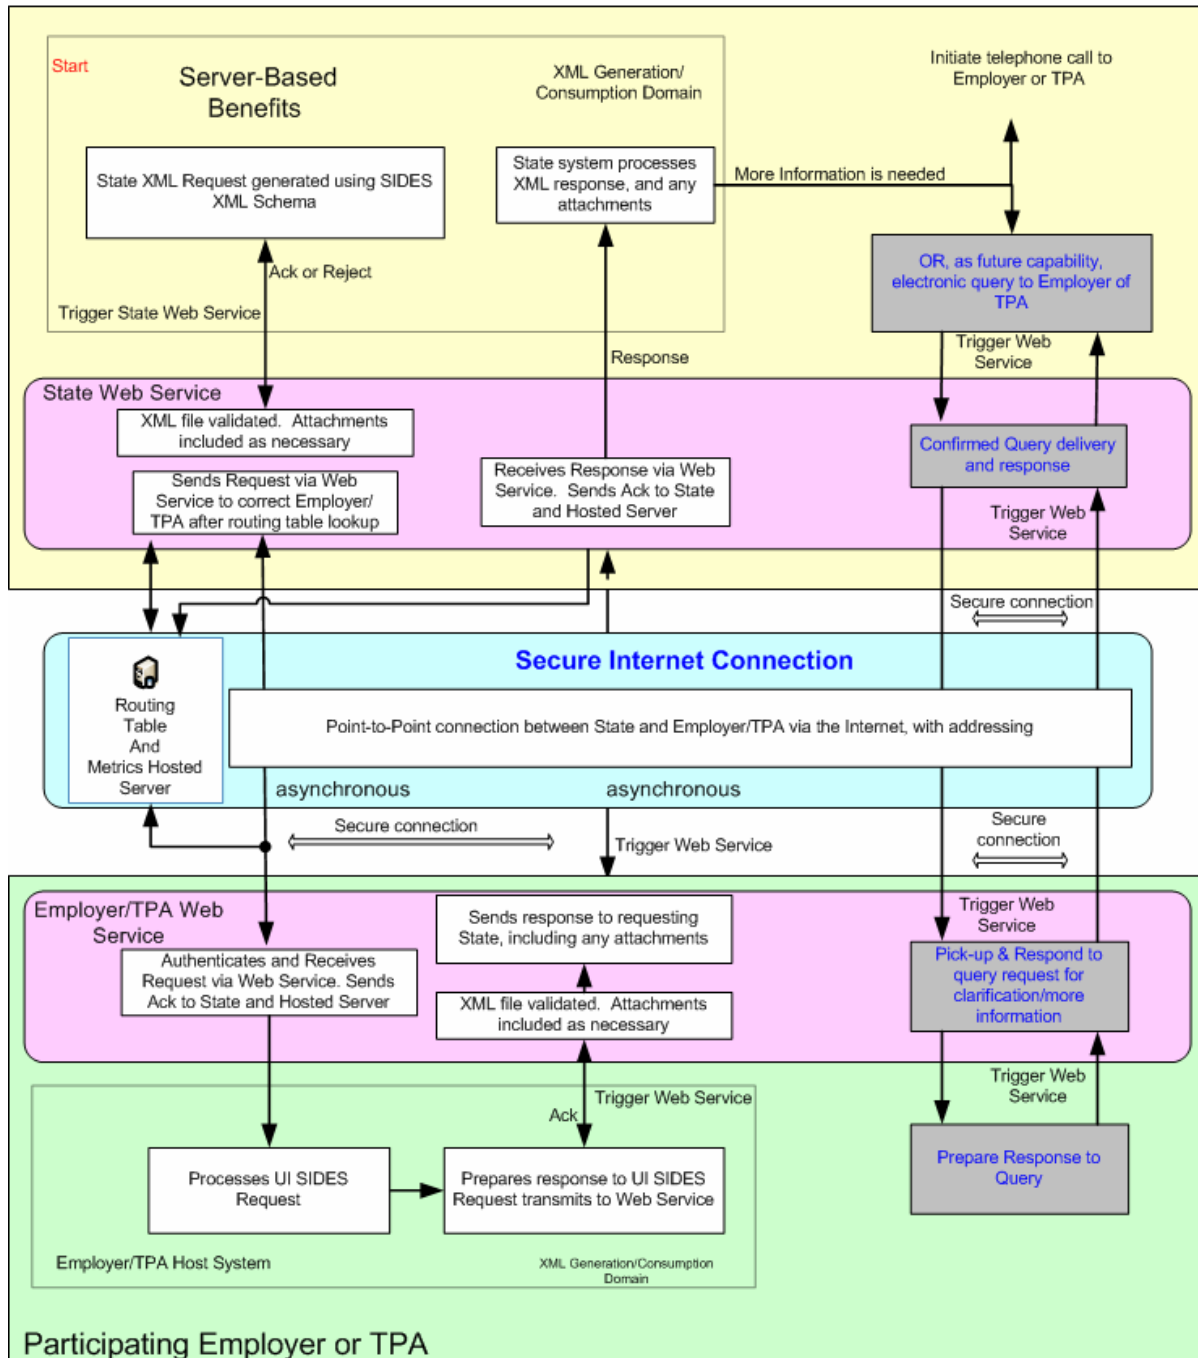 Start
Server-Based
Benefits
XML Generation/
Consumption Domain
Initiate telephone call to
Employer or TPA
State XML Request generated using SIDES
XML Schema
State system processes
XML response, and any
attachments
More Information is needed
OR, as future capability,
electronic query to Employer of
TPA
Ack or Reject
Trigger State Web Service
Response
Trigger Web
Service
State Web Service
XML file validated.  Attachments
included as necessary
Sends Request via Web
Service to correct Employer/
TPA after routing table lookup
Receives Response via Web
Service.  Sends Ack to State
and Hosted Server
Confirmed Query delivery
and response
Trigger Web
Service
Secure connection
Secure Internet Connection
Routing
Table
And
Metrics Hosted
Server
Point-to-Point connection between State and Employer/TPA via the Internet, with addressing
asynchronous
asynchronous
Secure connection
Trigger Web Service
Secure
connection
Employer/TPA Web
Service
Sends response to requesting
State, including any attachments
Trigger Web
Service
Authenticates and Receives
Request via Web Service. Sends
Ack to State and Hosted Server
XML file validated.  Attachments
included as necessary
Pick-up & Respond to
query request for
clarification/more
information
Trigger Web Service
Ack
Trigger Web
Service
Processes UI SIDES
Request
Prepares response to UI SIDES
Request transmits to Web Service
Prepare Response to
Query
Employer/TPA Host System
XML Generation/Consumption
Domain
Participating Employer or TPA